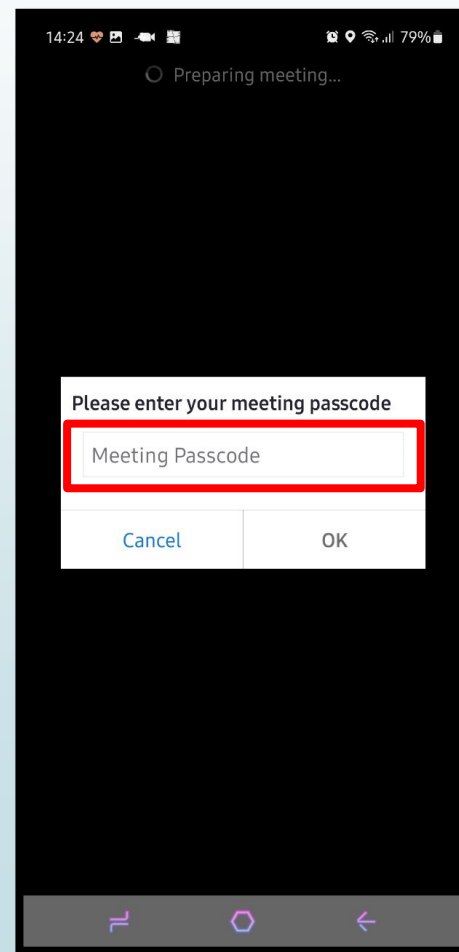 14:24 79%
Preparing meeting...
Please enter your meeting passcode
Meeting Passcode
Cancel OK